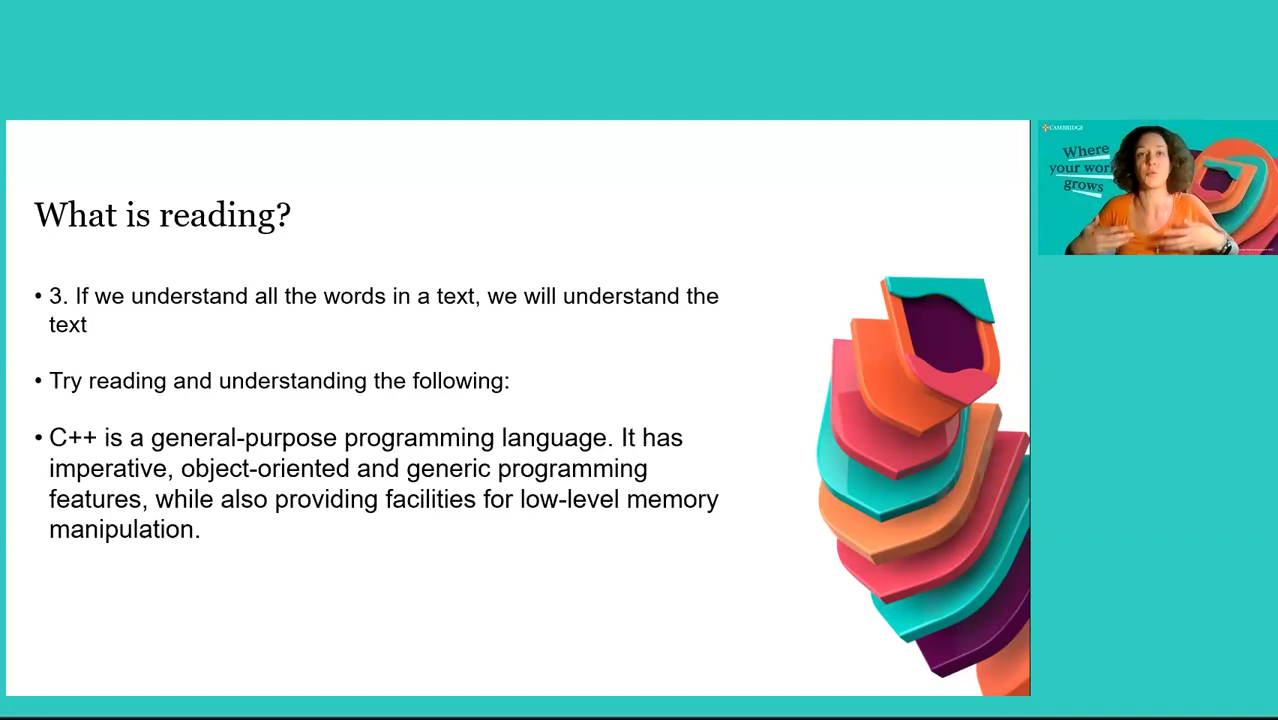 What is reading?
• 3. If we understand all the words in a text, we will understand the
text
• Try reading and understanding the following:
• C++ is a general-purpose programming language. It has
imperative, object-oriented and generic programming
features, while also providing facilities for low-level memory
manipulation.
CAMBRIDGE
Where
your
grows